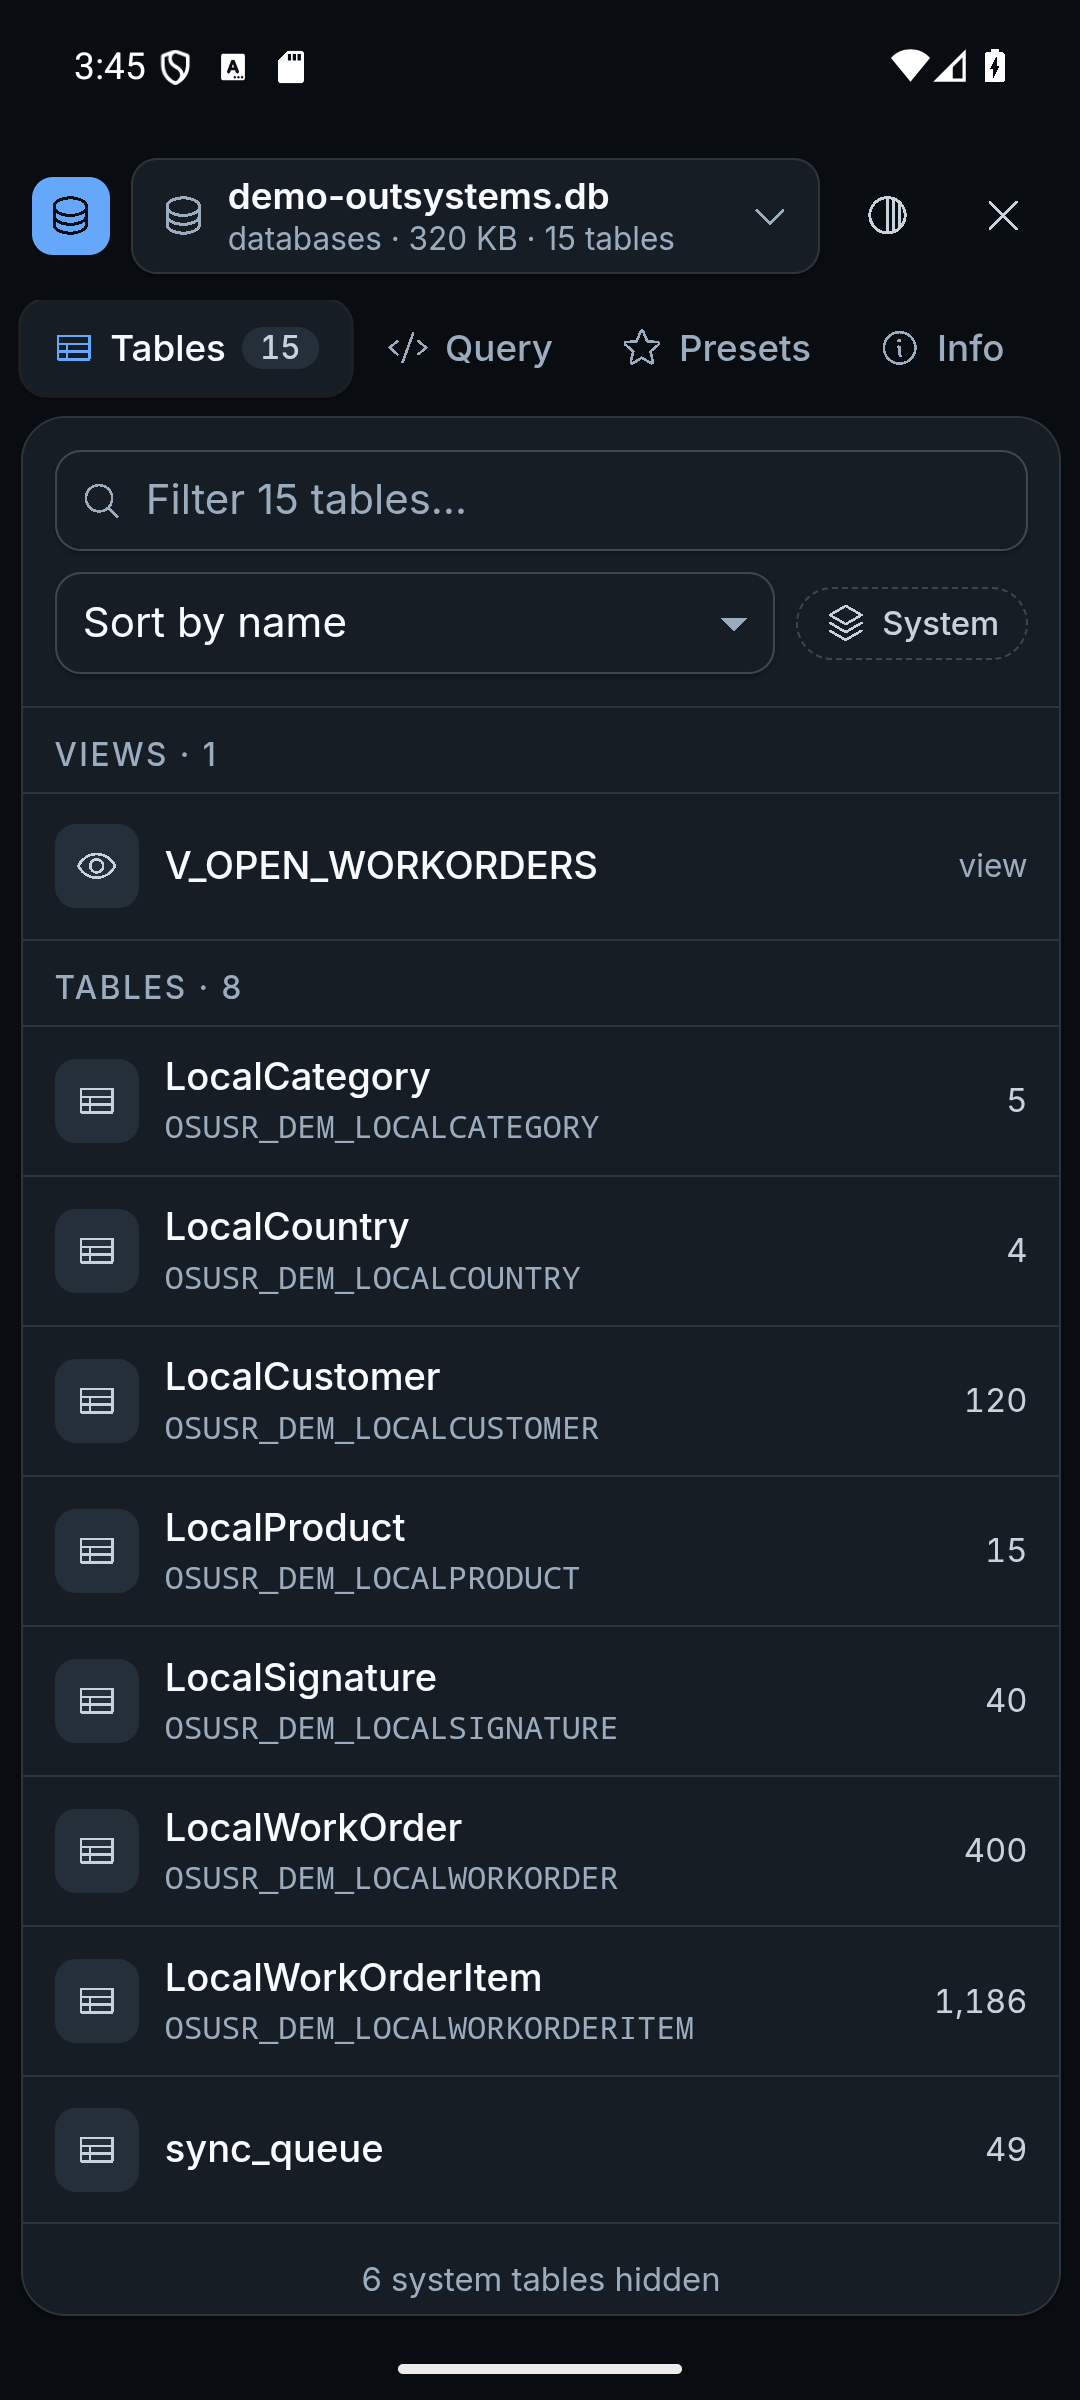 3:45
demo-outsystems.db
databases · 320 KB · 15 tables
Tables 15
Query
Presets
Info
Filter 15 tables...
Sort by name
System
VIEWS · 1
V_OPEN_WORKORDERS
view
TABLES · 8
LocalCategory
OSUSR_DEM_LOCALCATEGORY
5
LocalCountry
OSUSR_DEM_LOCALCOUNTRY
4
LocalCustomer
OSUSR_DEM_LOCALCUSTOMER
120
LocalProduct
OSUSR_DEM_LOCALPRODUCT
15
LocalSignature
OSUSR_DEM_LOCALSIGNATURE
40
LocalWorkOrder
OSUSR_DEM_LOCALWORKORDER
400
LocalWorkOrderItem
OSUSR_DEM_LOCALWORKORDERITEM
1,186
sync_queue
49
6 system tables hidden